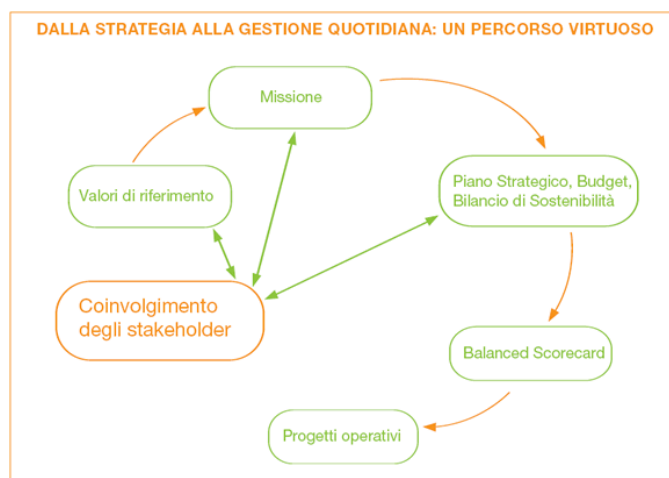 DALLA STRATEGIA ALLA GESTIONE QUOTIDIANA: UN PERCORSO VIRTUOSO
Missione
Valori di riferimento
Piano Strategico, Budget,
Bilancio di Sostenibilità
Coinvolgimento
degli stakeholder
Balanced Scorecard
Progetti operativi